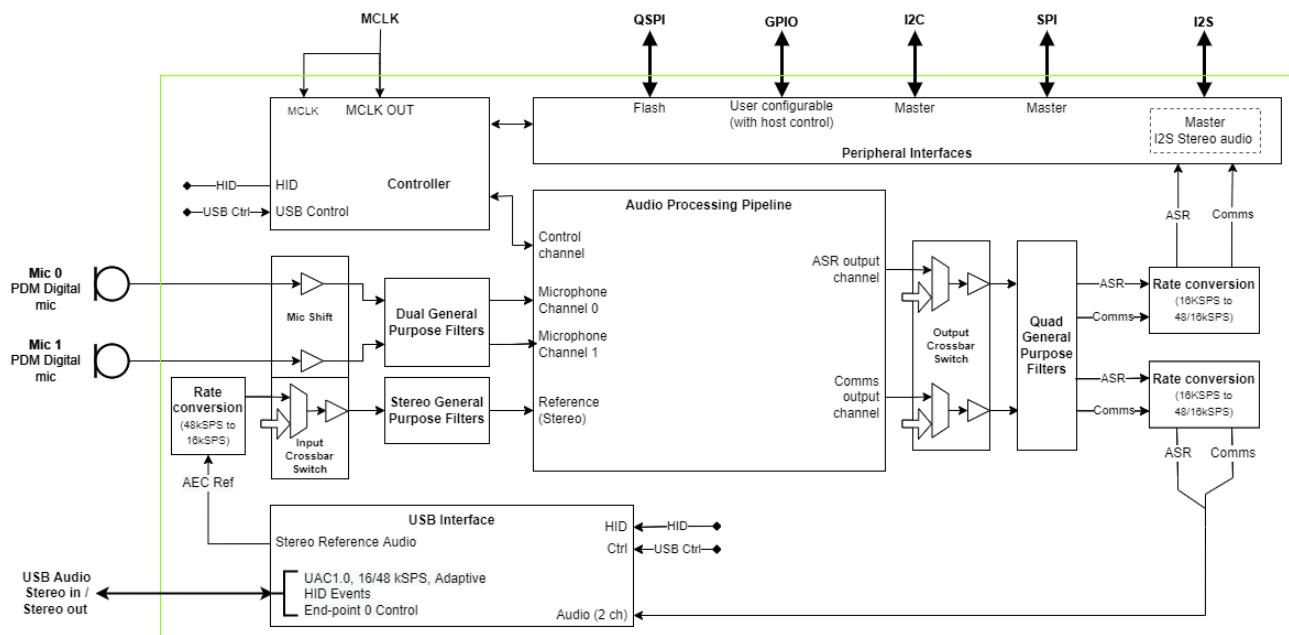 MCLK
QSPI
GPIO
I2C
SPI
I2S
MCLK
MCLK OUT
HID
HID
Controller
USB Ctrl
USB Control
Flash
User configurable
(with host control)
Master
Master
Master
I2S Stereo audio
Peripheral Interfaces
Audio Processing Pipeline
Control
channel
ASR output
channel
ASR
Comms
Mic 0
PDM Digital
mic
Mic Shift
Dual General
Purpose Filters
Microphone
Channel 0
Microphone
Channel 1
Mic 1
PDM Digital
mic
Output
Crossbar
Switch
Quad
General
Purpose
Filters
ASR
Comms
Rate conversion
(16KSPS to
48/16kSPS)
Rate
conversion
(48kSPS to
16kSPS)
Input
Crossbar
Switch
Stereo General
Purpose Filters
Reference
(Stereo)
Comms
output
channel
ASR
Comms
Rate conversion
(16KSPS to
48/16kSPS)
ASR
Comms
AEC Ref
USB Interface
Stereo Reference Audio
HID
HID
Ctrl
USB Ctrl
USB Audio
Stereo in /
Stereo out
UAC1.0, 16/48 kSPS, Adaptive
HID Events
End-point 0 Control
Audio (2 ch)